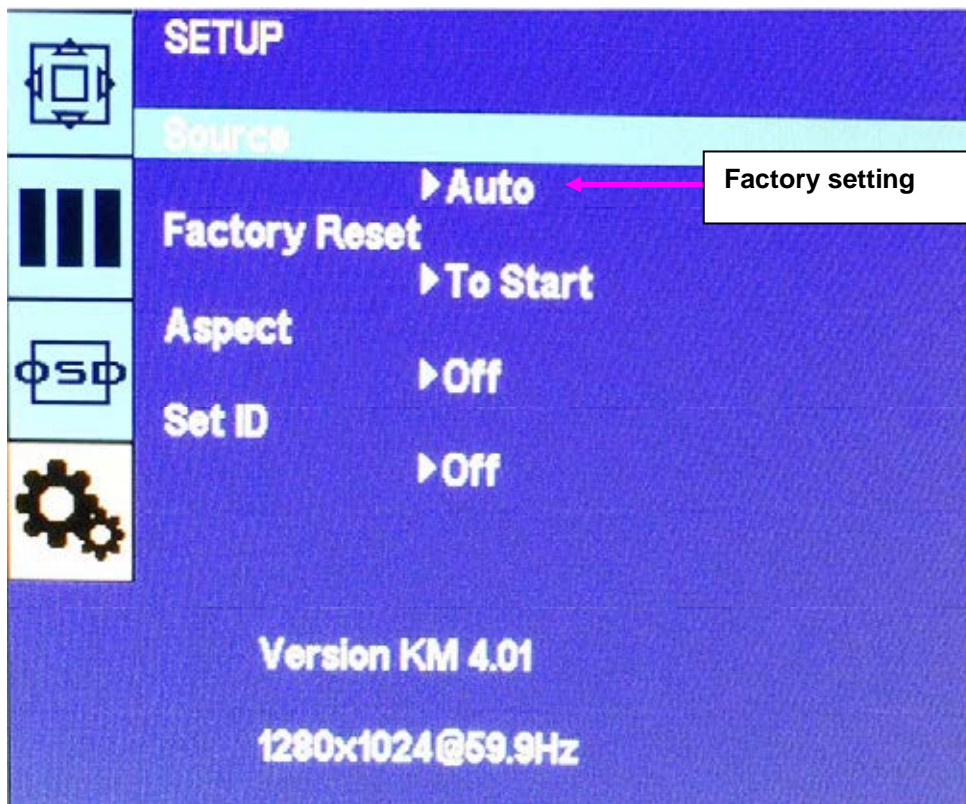 SETUP
Source
▶Auto
Factory setting
Factory Reset
▶To Start
Aspect
▶Off
OSD
Set ID
▶Off
Version KM 4.01
1280x1024@59.9Hz